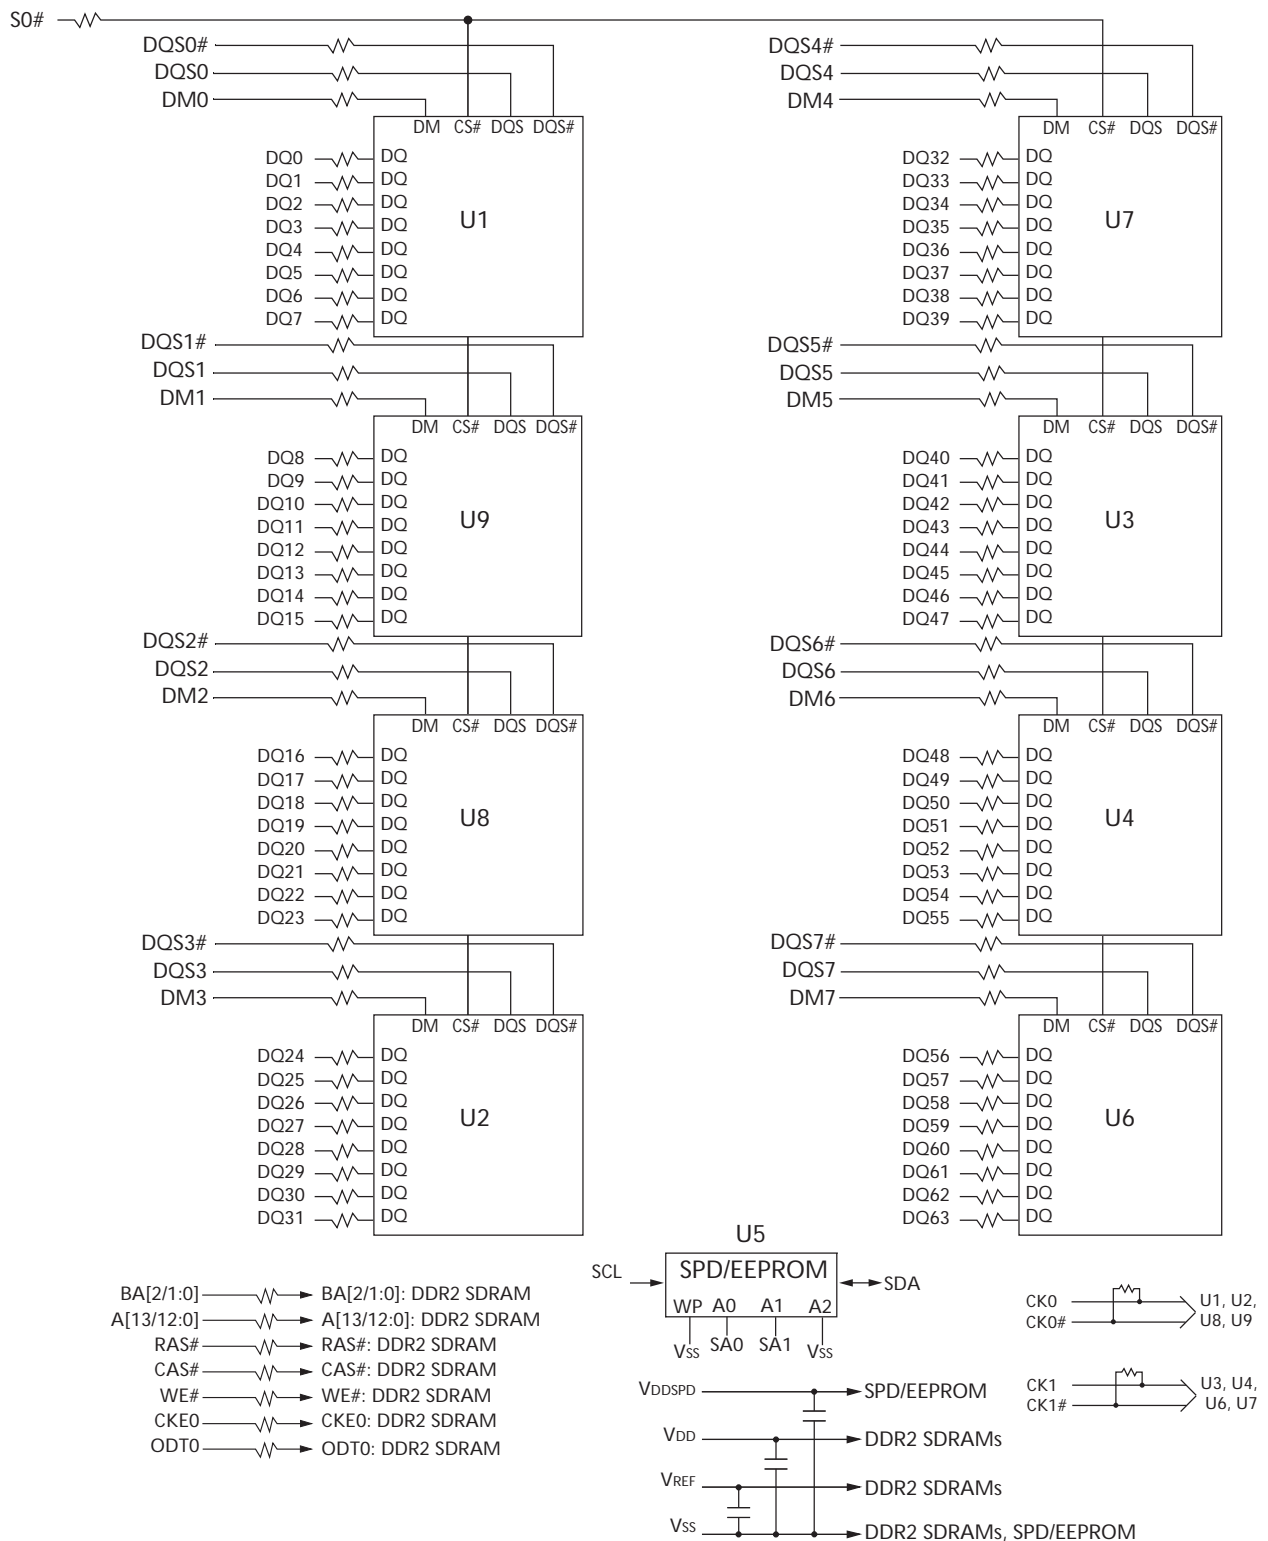 S0#
DQS0#
DQS0
DM0
DM CS# DQS DQS#
DQ0 DQ
DQ1 DQ
DQ2 DQ
DQ3 DQ
DQ4 DQ
DQ5 DQ
DQ6 DQ
DQ7 DQ
U1
DQS1#
DQS1
DM1
DM CS# DQS DQS#
DQ8 DQ
DQ9 DQ
DQ10 DQ
DQ11 DQ
DQ12 DQ
DQ13 DQ
DQ14 DQ
DQ15 DQ
U9
DQS2#
DQS2
DM2
DM CS# DQS DQS#
DQ16 DQ
DQ17 DQ
DQ18 DQ
DQ19 DQ
DQ20 DQ
DQ21 DQ
DQ22 DQ
DQ23 DQ
U8
DQS3#
DQS3
DM3
DM CS# DQS DQS#
DQ24 DQ
DQ25 DQ
DQ26 DQ
DQ27 DQ
DQ28 DQ
DQ29 DQ
DQ30 DQ
DQ31 DQ
U2
DQS4#
DQS4
DM4
DM CS# DQS DQS#
DQ32 DQ
DQ33 DQ
DQ34 DQ
DQ35 DQ
DQ36 DQ
DQ37 DQ
DQ38 DQ
DQ39 DQ
U7
DQS5#
DQS5
DM5
DM CS# DQS DQS#
DQ40 DQ
DQ41 DQ
DQ42 DQ
DQ43 DQ
DQ44 DQ
DQ45 DQ
DQ46 DQ
DQ47 DQ
U3
DQS6#
DQS6
DM6
DM CS# DQS DQS#
DQ48 DQ
DQ49 DQ
DQ50 DQ
DQ51 DQ
DQ52 DQ
DQ53 DQ
DQ54 DQ
DQ55 DQ
U4
DQS7#
DQS7
DM7
DM CS# DQS DQS#
DQ56 DQ
DQ57 DQ
DQ58 DQ
DQ59 DQ
DQ60 DQ
DQ61 DQ
DQ62 DQ
DQ63 DQ
U6
BA[2/1:0] BA[2/1:0]: DDR2 SDRAM
A[13/12:0] A[13/12:0]: DDR2 SDRAM
RAS# RAS#: DDR2 SDRAM
CAS# CAS#: DDR2 SDRAM
WE# WE#: DDR2 SDRAM
CKE0 CKE0: DDR2 SDRAM
ODT0 ODT0: DDR2 SDRAM
U5
SCL SPD/EEPROM SDA
WP A0 A1 A2
VSS SA0 SA1 VSS
VDDSPD SPD/EEPROM
VDD DDR2 SDRAMs
VREF DDR2 SDRAMs
VSS DDR2 SDRAMs, SPD/EEPROM
CK0 U1, U2,
CK0# U8, U9
CK1 U3, U4,
CK1# U6, U7